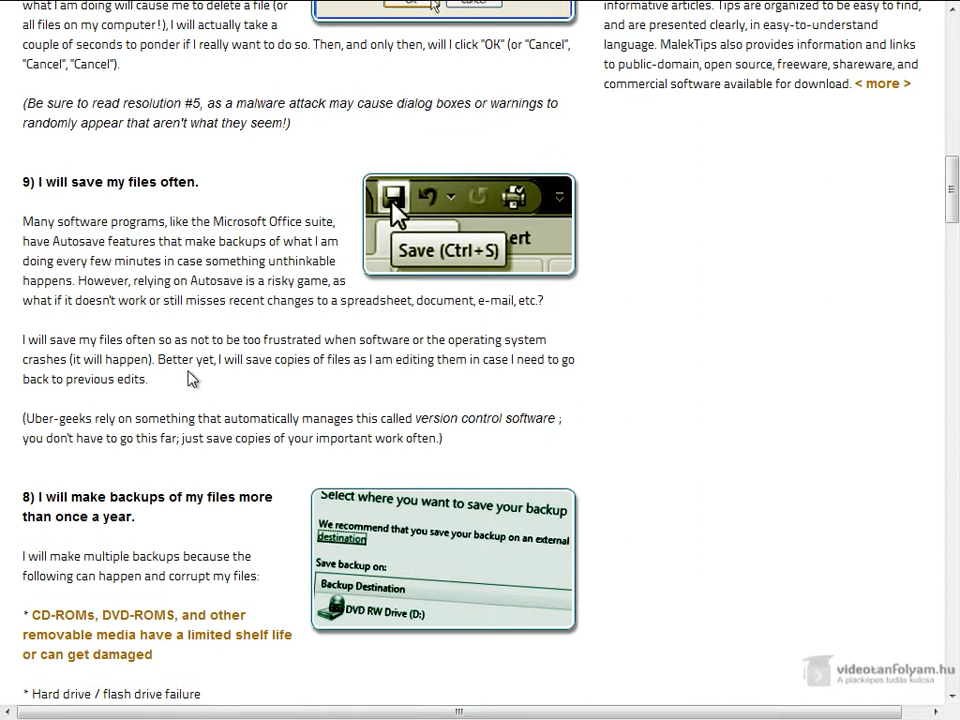 what I am doing will cause me to delete a file (or
all files on my computer!), I will actually take a
couple of seconds to ponder if I really want to do so. Then, and only then, will I click "OK" (or "Cancel",
"Cancel", "Cancel").
(Be sure to read resolution #5, as a malware attack may cause dialog boxes or warnings to
randomly appear that aren't what they seem!)
9) I will save my files often.
Save (Ctrl+S)
ert
Many software programs, like the Microsoft Office suite,
have Autosave features that make backups of what I am
doing every few minutes in case something unthinkable
happens. However, relying on Autosave is a risky game, as
what if it doesn't work or still misses recent changes to a spreadsheet, document, e-mail, etc.?
I will save my files often so as not to be too frustrated when software or the operating system
crashes (it will happen). Better yet, I will save copies of files as I am editing them in case I need to go
back to previous edits.
(Uber-geeks rely on something that automatically manages this called version control software ;
you don't have to go this far; just save copies of your important work often.)
8) I will make backups of my files more
than once a year.
Select where you want to save your backup
We recommend that you save your backup on an external
destination
Save backup on:
Backup Destination
DVD RW Drive (D:)
I will make multiple backups because the
following can happen and corrupt my files:
* CD-ROMs, DVD-ROMS, and other
removable media have a limited shelf life
or can get damaged
* Hard drive / flash drive failure
informative articles. Tips are organized to be easy to find,
and are presented clearly, in easy-to-understand
language. MalekTips also provides information and links
to public-domain, open source, freeware, shareware, and
commercial software available for download. < more >
videotanfolyam.hu
A piacképes tudás kulcsa